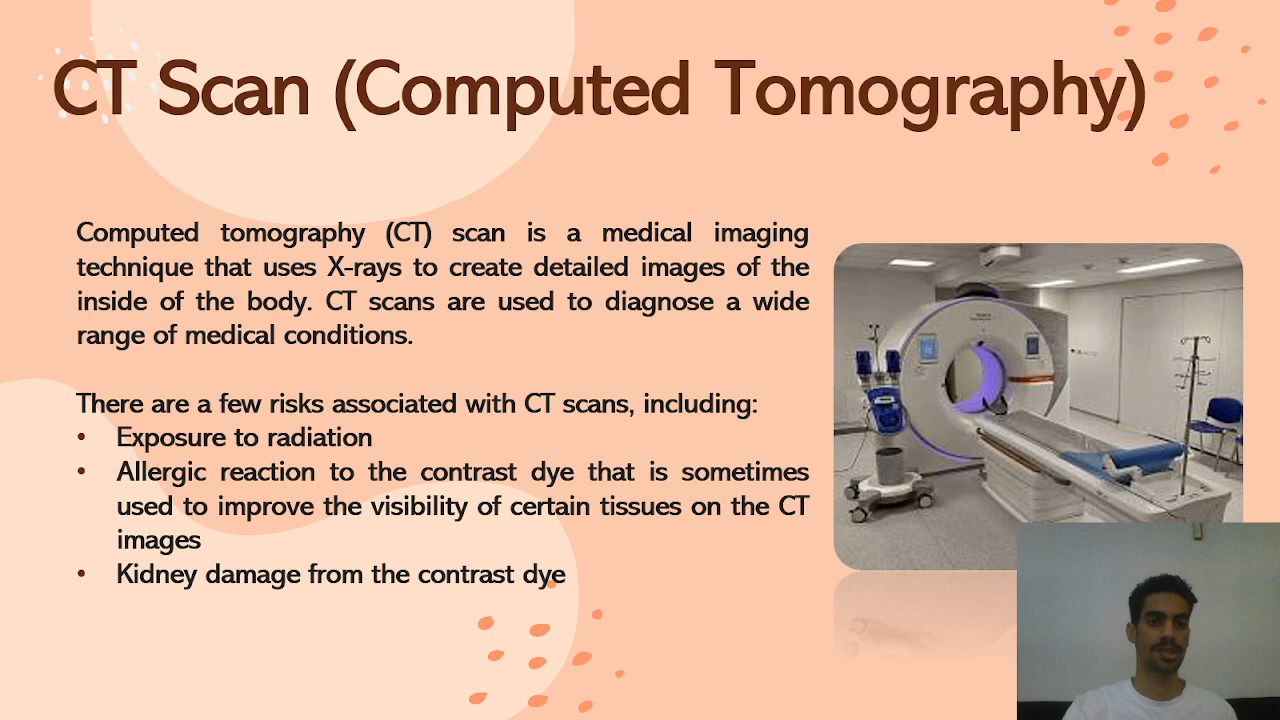 CT Scan (Computed Tomography)
Computed tomography (CT) scan is a medical imaging
technique that uses X-rays to create detailed images of the
inside of the body. CT scans are used to diagnose a wide
range of medical conditions.
There are a few risks associated with CT scans, including:
• Exposure to radiation
• Allergic reaction to the contrast dye that is sometimes
used to improve the visibility of certain tissues on the CT
images
• Kidney damage from the contrast dye